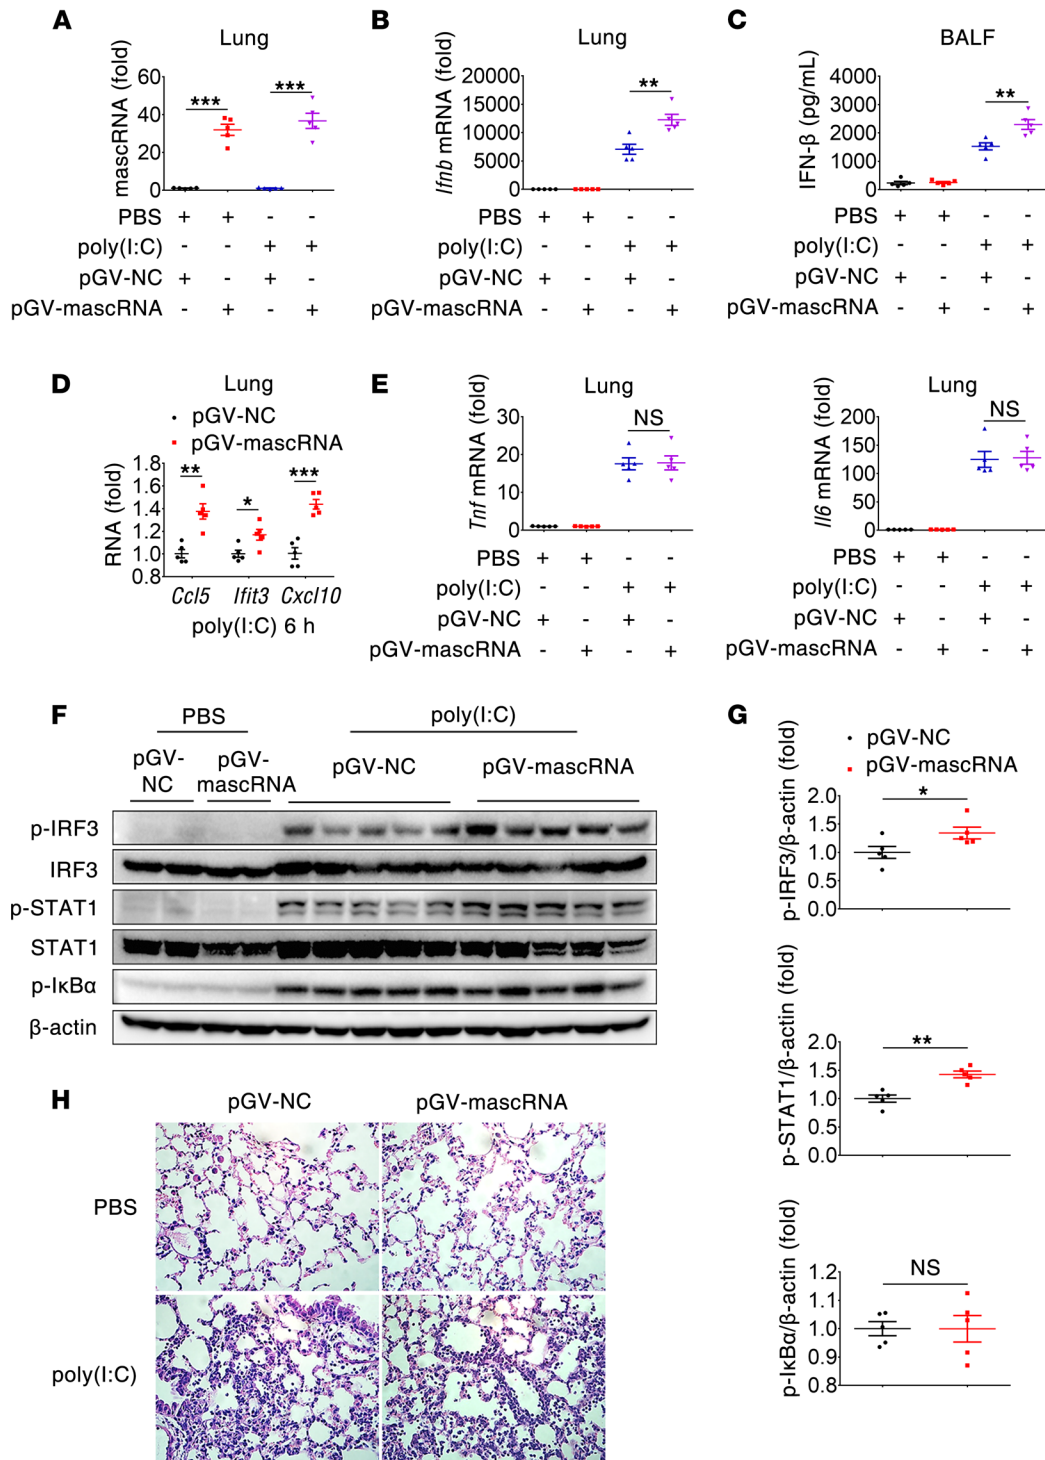 A
Lung
mascRNA (fold)
60
40
20
0
***
***
PBS + + - -
poly(I:C) - - + +
pGV-NC + - + -
pGV-mascRNA - + - +
B
Lung
Ifnb mRNA (fold)
20000
15000
10000
5000
0
**
PBS + + - -
poly(I:C) - - + +
pGV-NC + - + -
pGV-mascRNA - + - +
C
BALF
IFN-β (pg/mL)
4000
3000
2000
1000
0
**
PBS + + - -
poly(I:C) - - + +
pGV-NC + - + -
pGV-mascRNA - + - +
D
Lung
pGV-NC
pGV-mascRNA
RNA (fold)
1.8
1.6
1.4
1.2
1.0
0.8
**
*
***
Ccl5 Ifit3 Cxcl10
poly(I:C) 6 h
E
Lung
Tnf mRNA (fold)
30
20
10
0
NS
PBS + + - -
poly(I:C) - - + +
pGV-NC + - + -
pGV-mascRNA - + - +
Lung
Il6 mRNA (fold)
200
150
100
50
0
NS
PBS + + - -
poly(I:C) - - + +
pGV-NC + - + -
pGV-mascRNA - + - +
F
PBS poly(I:C)
pGV-NC pGV-mascRNA pGV-NC pGV-mascRNA
p-IRF3
IRF3
p-STAT1
STAT1
p-IκBα
β-actin
G
pGV-NC
pGV-mascRNA
p-IRF3/β-actin (fold)
2.0
1.5
1.0
0.5
0.0
*
p-STAT1/β-actin (fold)
2.0
1.5
1.0
0.5
0.0
**
p-IκBα/β-actin (fold)
1.2
1.1
1.0
0.9
0.8
NS
H
pGV-NC pGV-mascRNA
PBS
poly(I:C)